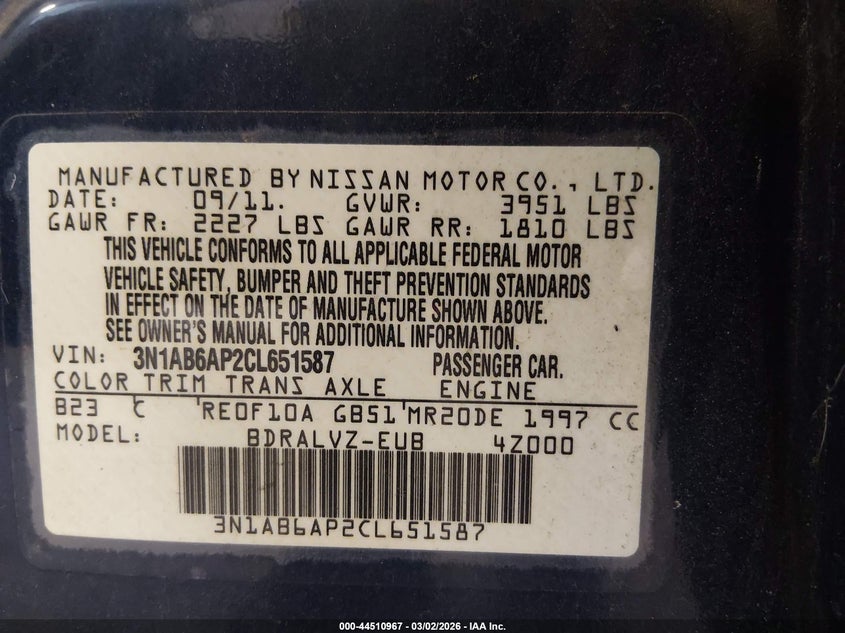 MANUFACTURED BY NISSAN MOTOR CO., LTD.
DATE: 09/11. GVWR: 3951 LBS
GAWR FR: 2227 LBS GAWR RR: 1810 LBS
THIS VEHICLE CONFORMS TO ALL APPLICABLE FEDERAL MOTOR
VEHICLE SAFETY, BUMPER AND THEFT PREVENTION STANDARDS
IN EFFECT ON THE DATE OF MANUFACTURE SHOWN ABOVE.
SEE OWNER'S MANUAL FOR ADDITIONAL INFORMATION.
VIN: 3N1AB6AP2CL651587 PASSENGER CAR.
COLOR TRIM TRANS AXLE ENGINE
B23 C RE0F10A GB51 MR20DE 1997 CC
MODEL: BDRALVZ-EUB 4Z000
3N1AB6AP2CL651587
000-44510967 - 03/02/2026 - IAA Inc.